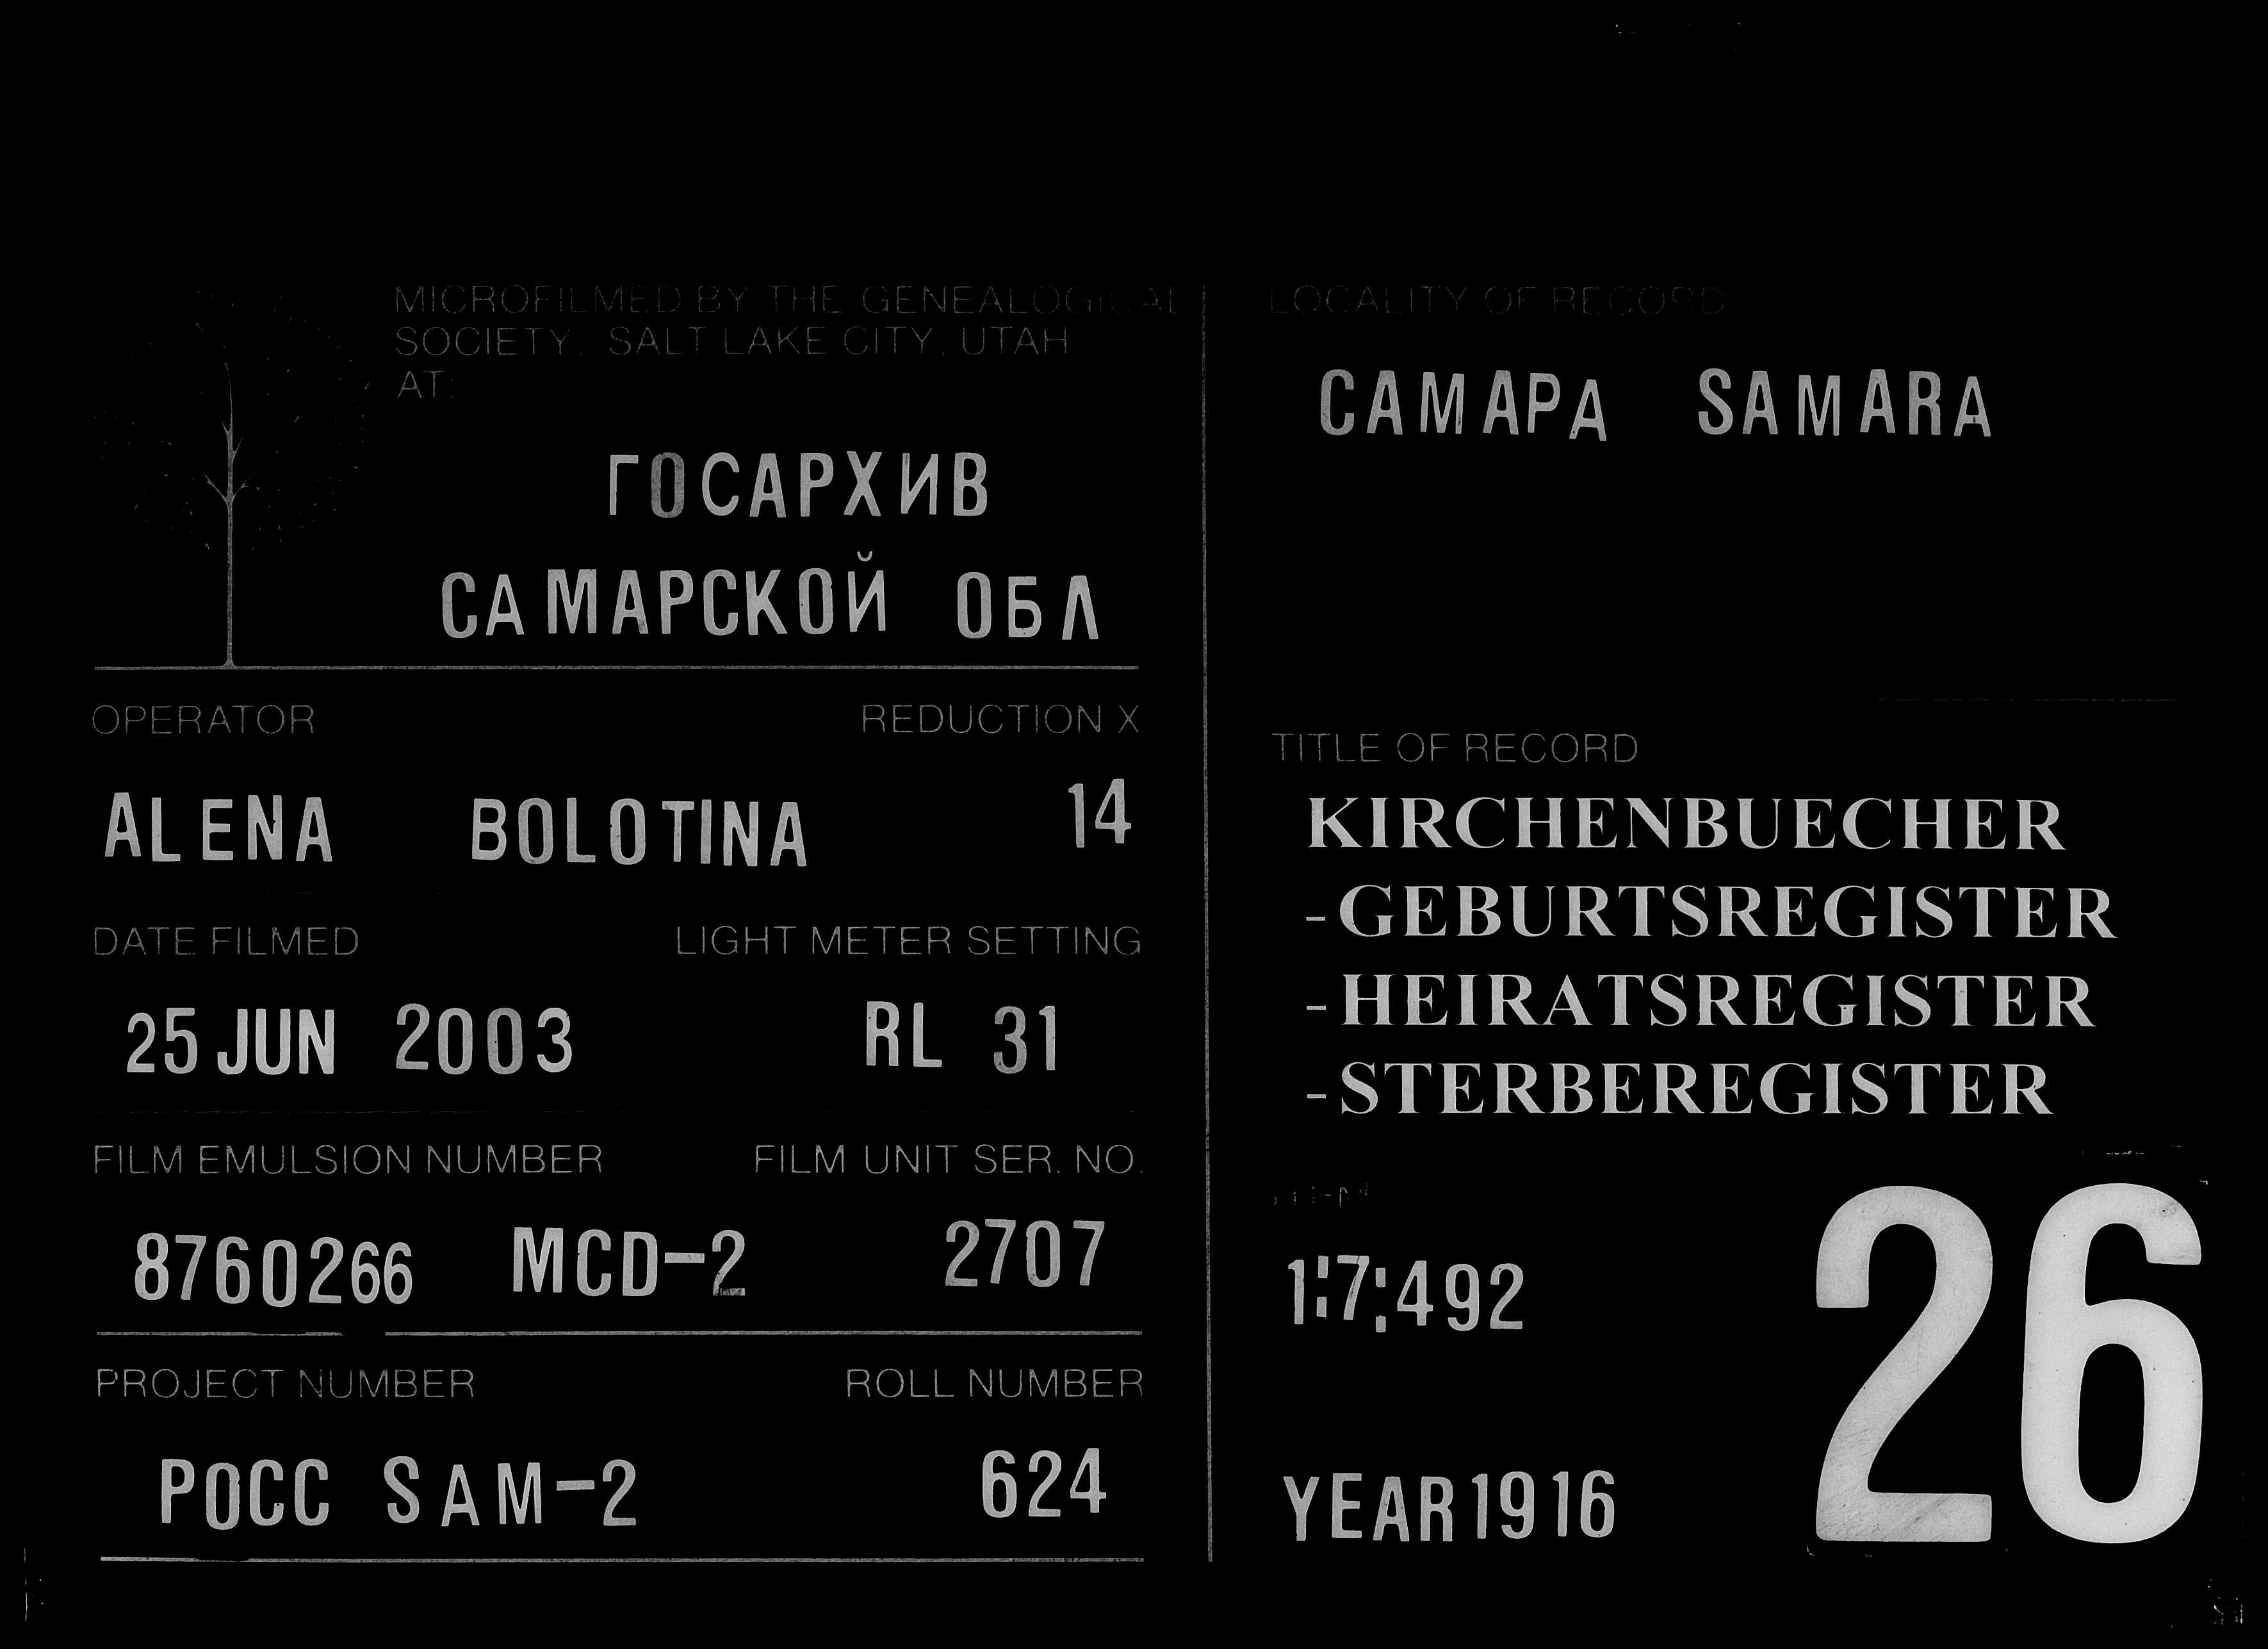 MICROFILMED BY THE GENEALOGICAL
SOCIETY, SALT LAKE CITY, UTAH
AT:
ГОСАРХИВ
САМАРСКОЙ ОБЛ
OPERATOR REDUCTION X
ALENA BOLOTINA 14
DATE FILMED LIGHT METER SETTING
25 JUN 2003 RL 31
FILM EMULSION NUMBER FILM UNIT SER. NO.
8760266 MCD-2 2707
PROJECT NUMBER ROLL NUMBER
РОСС SAM-2 624
LOCALITY OF RECORD
САМАРА SAMARA
TITLE OF RECORD
KIRCHENBUECHER
-GEBURTSREGISTER
-HEIRATSREGISTER
-STERBEREGISTER
1:7:492
YEAR1916
26